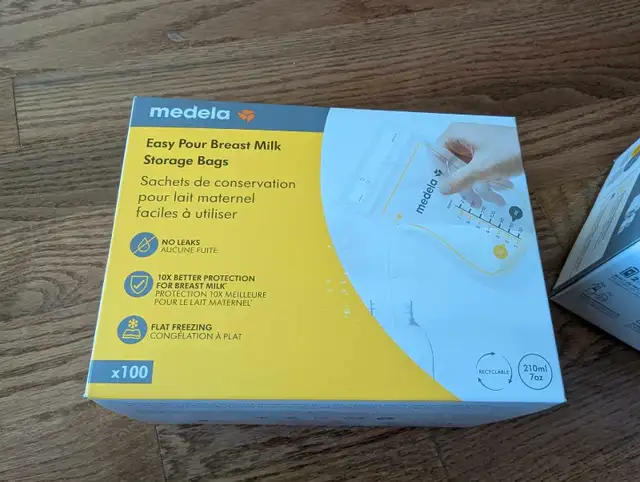 medela
Easy Pour Breast Milk
Storage Bags
Sachets de conservation
pour lait maternel
faciles à utiliser
NO LEAKS
AUCUNE FUITE
10X BETTER PROTECTION
FOR BREAST MILK*
PROTECTION 10X MEILLEURE
POUR LE LAIT MATERNEL*
FLAT FREEZING
CONGÉLATION À PLAT
x100
medela
RECYCLABLE
210ml
7oz